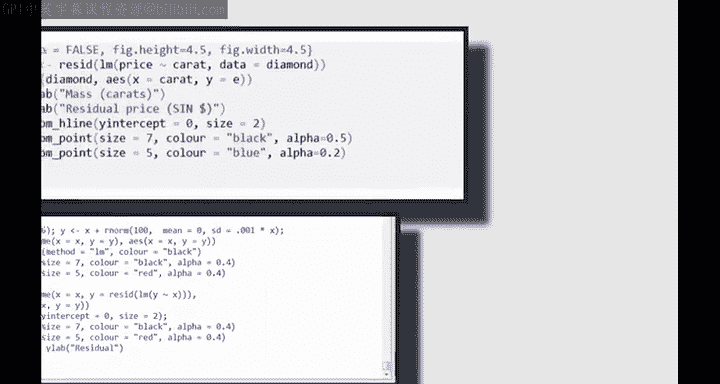 = FALSE, fig.height=4.5, fig.width=4.5}
- resid(lm(price ~ carat, data = diamond))
(diamond, aes(x = carat, y = e))
ab("Mass (carats)")
ab("Residual price (SIN $)")
om_hline(yintercept = 0, size = 2)
om_point(size = 7, colour = "black", alpha=0.5)
om_point(size = 5, colour = "blue", alpha=0.2)
); y <- x + rnorm(100, mean = 0, sd = .001 * x);
me(x = x, y = y), aes(x = x, y = y))
(method = "lm", colour = "black")
size = 7, colour = "black", alpha = 0.4)
size = 5, colour = "red", alpha = 0.4)
me(x = x, y = resid(lm(y ~ x))),
x, y = y))
yintercept = 0, size = 2);
size = 7, colour = "black", alpha = 0.4)
size = 5, colour = "red", alpha = 0.4)
ylab("Residual")